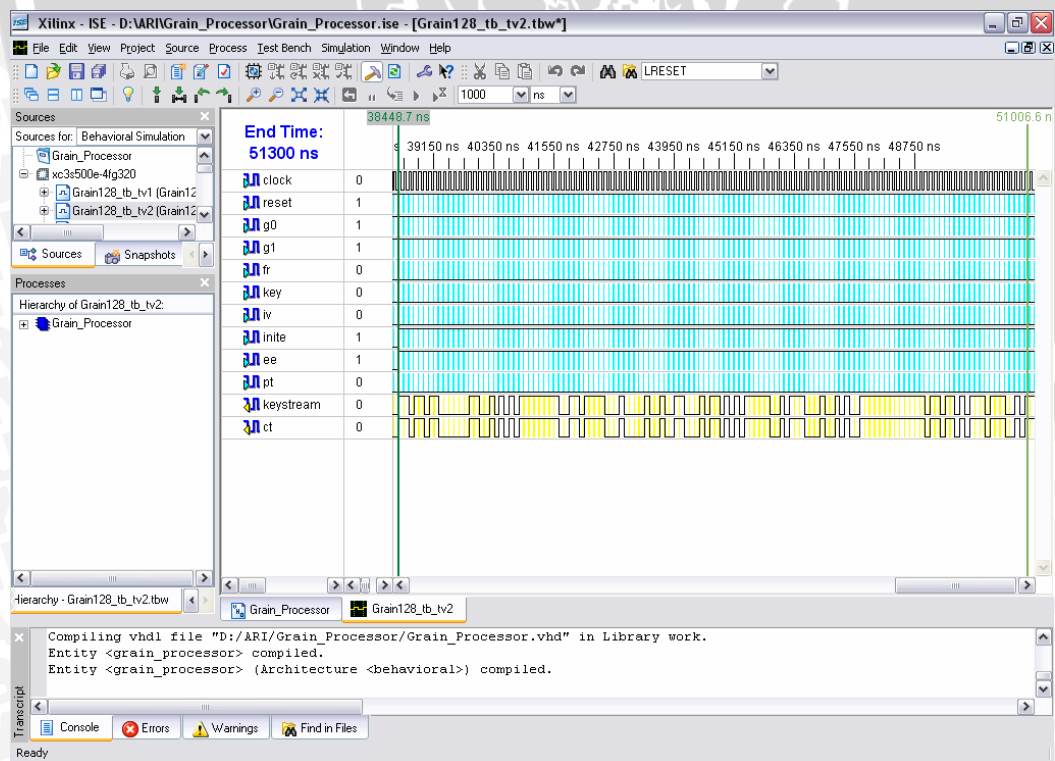 Xilinx - ISE - D:\ARI\Grain_Processor\Grain_Processor.ise - [Grain128_tb_tv2.tbw*]
File Edit View Project Source Process Test Bench Simulation Window Help
LRESET
1000 ns
Sources
Sources for: Behavioral Simulation
Grain_Processor
xc3s500e-4fg320
Grain128_tb_tv1 (Grain12
Grain128_tb_tv2 (Grain12
Sources Snapshots
Processes
Hierarchy of Grain128_tb_tv2:
Grain_Processor
Hierarchy - Grain128_tb_tv2.tbw
38448.7 ns 51006.6 n
End Time:
51300 ns
s 39150 ns 40350 ns 41550 ns 42750 ns 43950 ns 45150 ns 46350 ns 47550 ns 48750 ns
clock 0
reset 1
g0 1
g1 1
fr 0
key 0
iv 0
inite 1
ee 1
pt 0
keystream 0
ct 0
Grain_Processor Grain128_tb_tv2
Compiling vhdl file "D:/ARI/Grain_Processor/Grain_Processor.vhd" in Library work.
Entity <grain_processor> compiled.
Entity <grain_processor> (Architecture <behavioral>) compiled.
Transcript
Console Errors Warnings Find in Files
Ready